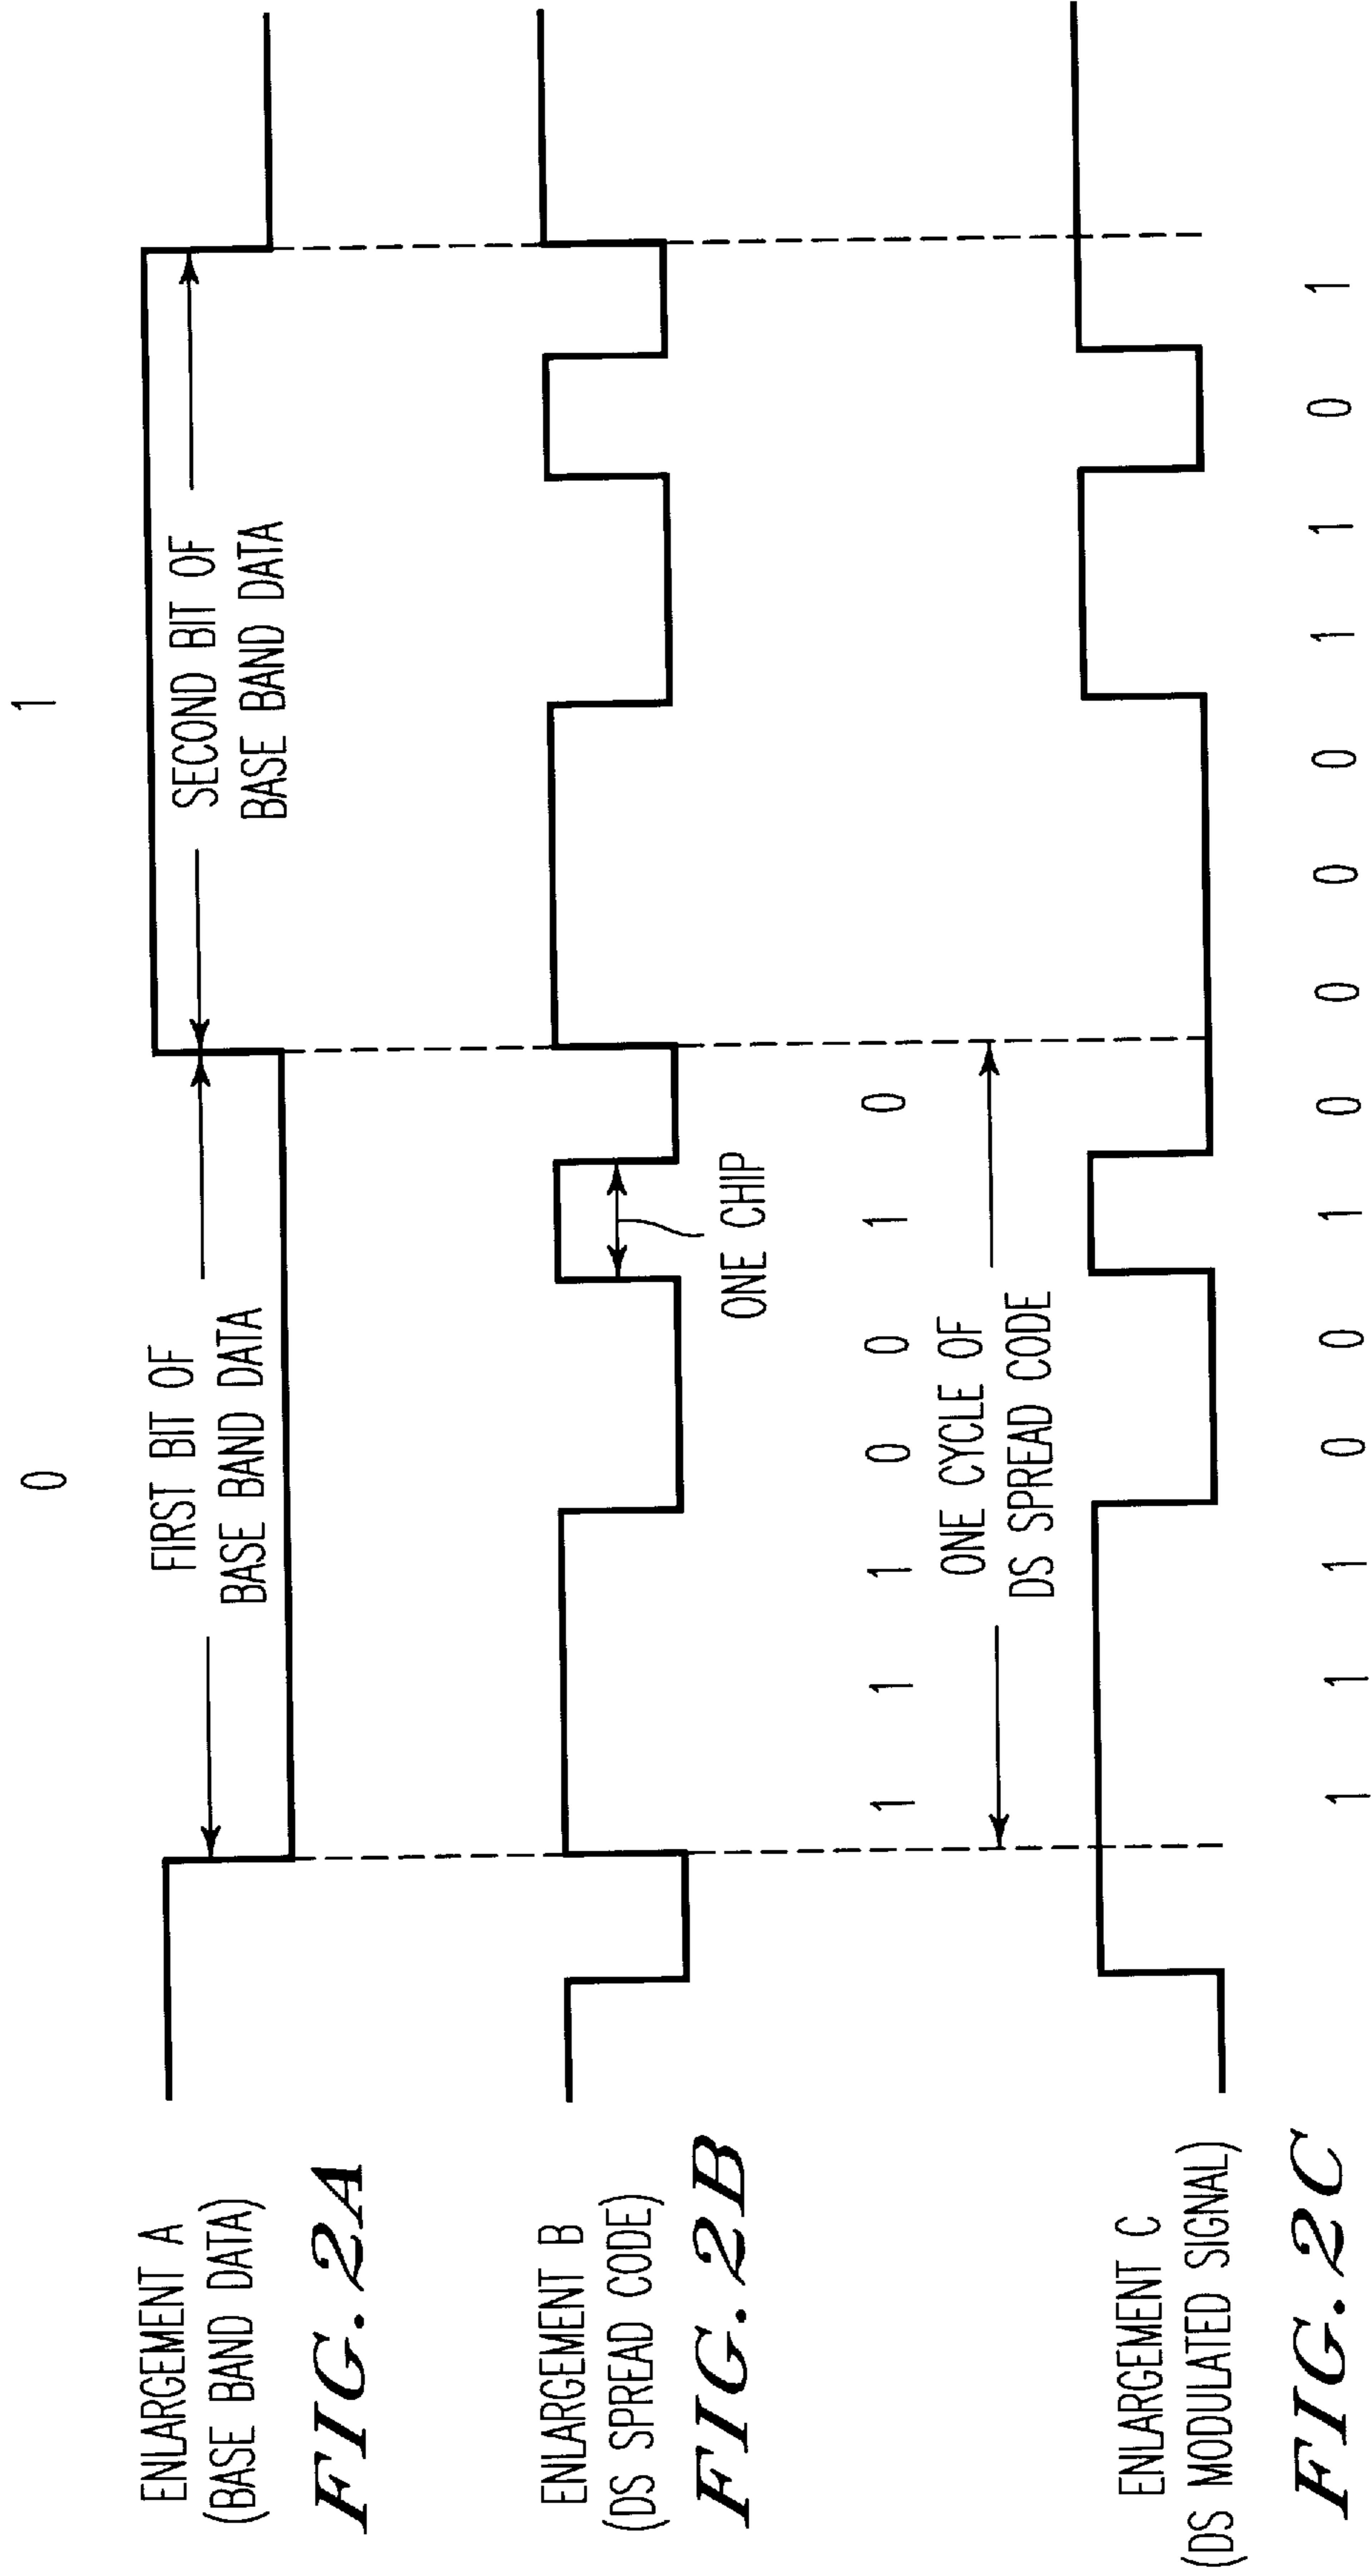 0 1
FIRST BIT OF
BASE BAND DATA
SECOND BIT OF
BASE BAND DATA
ENLARGEMENT A
(BASE BAND DATA)
FIG. 2A
ONE CHIP
ENLARGEMENT B
(DS SPREAD CODE)
FIG. 2B
1 1 1 0 0 1 0
ONE CYCLE OF
DS SPREAD CODE
ENLARGEMENT C
(DS MODULATED SIGNAL)
1 1 1 0 0 1 0 0 0 0 1 1 0 1
FIG. 2C